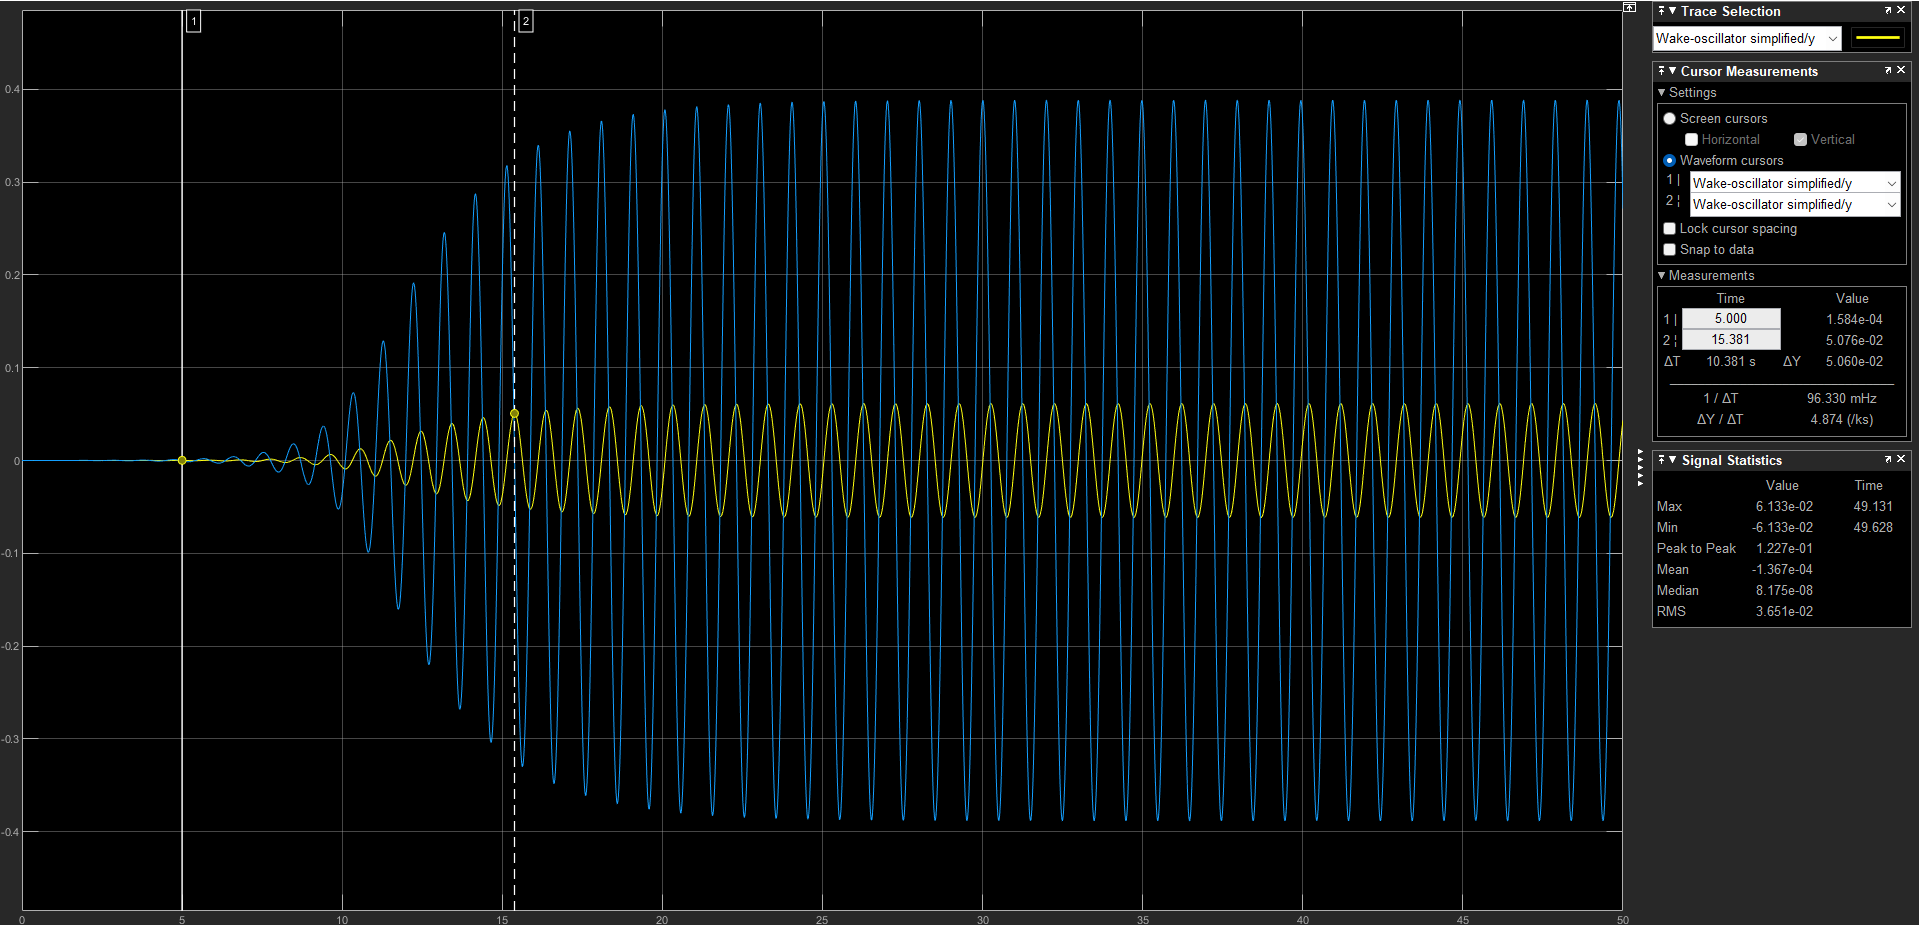 1
2
0.4
0.3
0.2
0.1
0
-0.1
-0.2
-0.3
-0.4
0 5 10 15 20 25 30 35 40 45 50
Trace Selection
Wake-oscillator simplified/y
Cursor Measurements
Settings
Screen cursors
Horizontal Vertical
Waveform cursors
1 | Wake-oscillator simplified/y
2 ¦ Wake-oscillator simplified/y
Lock cursor spacing
Snap to data
Measurements
Time Value
1 | 5.000 1.584e-04
2 ¦ 15.381 5.076e-02
ΔT 10.381 s ΔY 5.060e-02
1 / ΔT 96.330 mHz
ΔY / ΔT 4.874 (/ks)
Signal Statistics
Value Time
Max 6.133e-02 49.131
Min -6.133e-02 49.628
Peak to Peak 1.227e-01
Mean -1.367e-04
Median 8.175e-08
RMS 3.651e-02